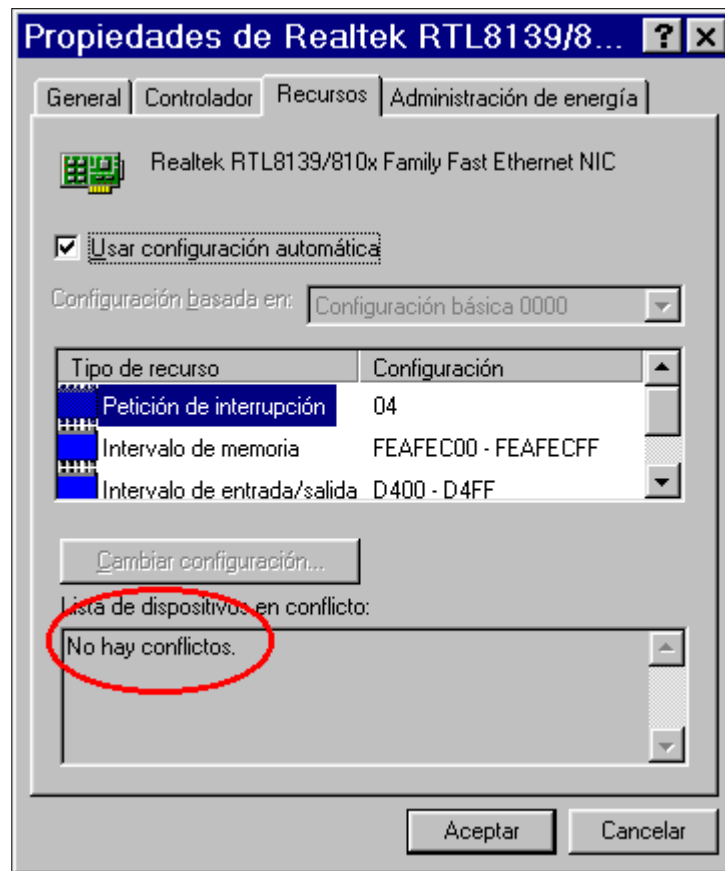 Propiedades de Realtek RTL8139/8...
General Controlador Recursos Administración de energía
Realtek RTL8139/810x Family Fast Ethernet NIC
Usar configuración automática
Configuración basada en: Configuración básica 0000
Tipo de recurso Configuración
Petición de interrupción 04
Intervalo de memoria FEAFEC00 - FEAFECFF
Intervalo de entrada/salida D400 - D4FF
Cambiar configuración...
Lista de dispositivos en conflicto:
No hay conflictos.
Aceptar Cancelar